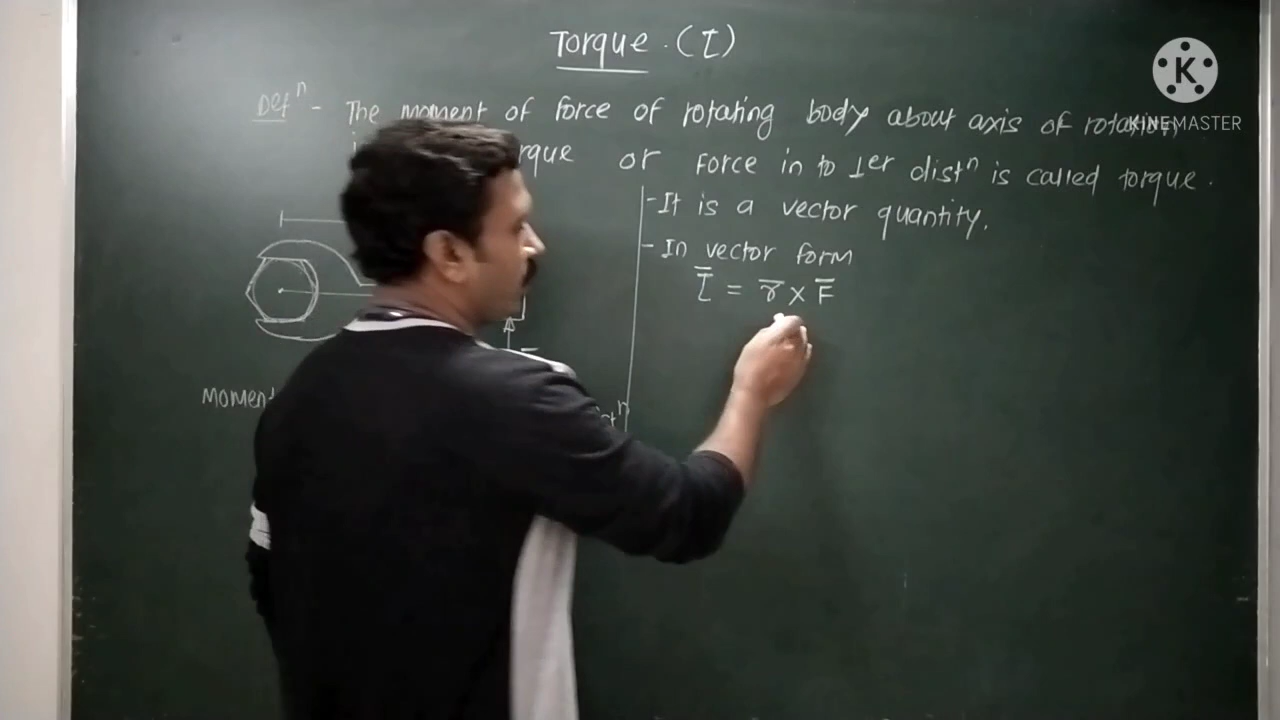 Torque . (τ)
Defⁿ - The moment of force of rotating body about axis of rotation
or force in to ⊥er distⁿ is called torque.
- It is a vector quantity.
- In vector form
τ̅ = r̅ × F̅
Moment
K
KINEMASTER